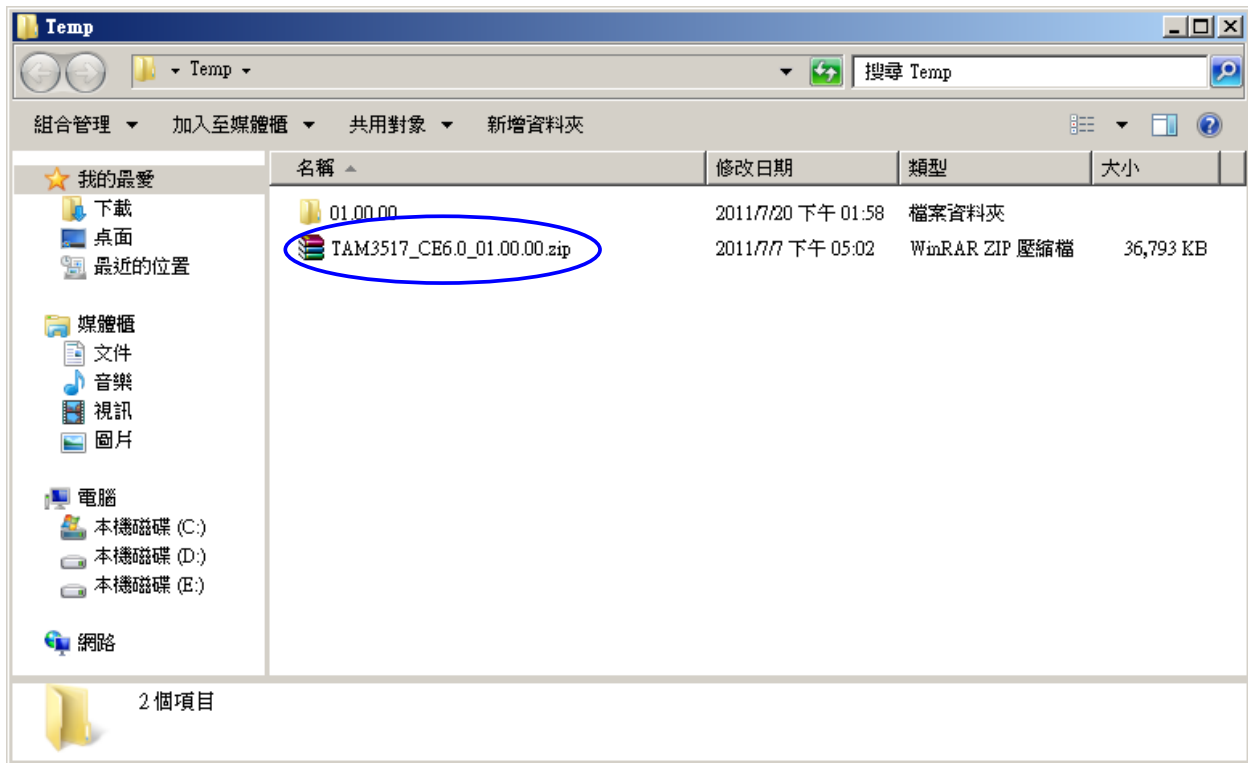 Temp
Temp
搜尋 Temp
組合管理 加入至媒體櫃 共用對象 新增資料夾
名稱 修改日期 類型 大小
01.00.00 2011/7/20 下午 01:58 檔案資料夾
TAM3517_CE6.0_01.00.00.zip 2011/7/7 下午 05:02 WinRAR ZIP 壓縮檔 36,793 KB
我的最愛
下載
桌面
最近的位置
媒體櫃
文件
音樂
視訊
圖片
電腦
本機磁碟 (C:)
本機磁碟 (D:)
本機磁碟 (E:)
網路
2 個項目